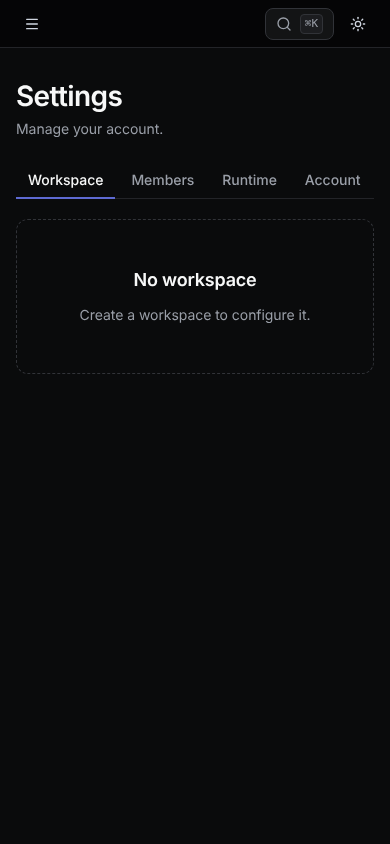 ⌘K
Settings
Manage your account.
Workspace Members Runtime Account
No workspace
Create a workspace to configure it.